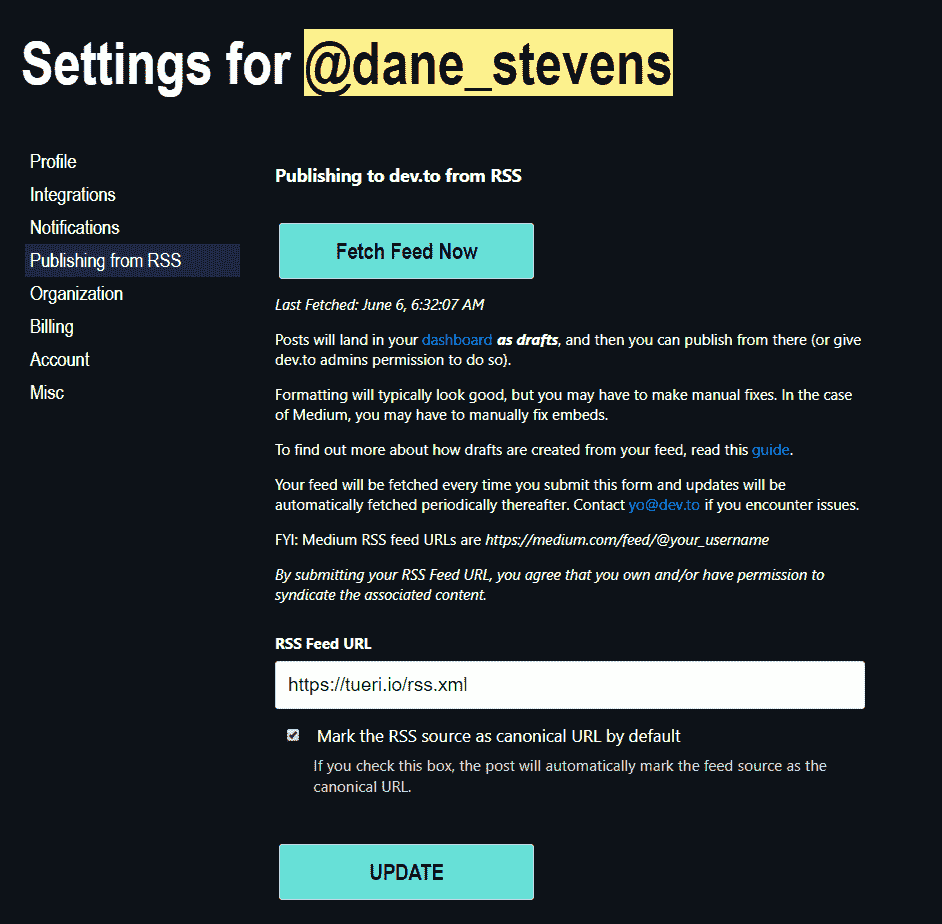 Settings for @dane_stevens
Profile
Integrations
Notifications
Publishing from RSS
Organization
Billing
Account
Misc
Publishing to dev.to from RSS
Fetch Feed Now
Last Fetched: June 6, 6:32:07 AM
Posts will land in your dashboard as drafts, and then you can publish from there (or give
dev.to admins permission to do so).
Formatting will typically look good, but you may have to make manual fixes. In the case
of Medium, you may have to manually fix embeds.
To find out more about how drafts are created from your feed, read this guide.
Your feed will be fetched every time you submit this form and updates will be
automatically fetched periodically thereafter. Contact yo@dev.to if you encounter issues.
FYI: Medium RSS feed URLs are https://medium.com/feed/@your_username
By submitting your RSS Feed URL, you agree that you own and/or have permission to
syndicate the associated content.
RSS Feed URL
https://tueri.io/rss.xml
Mark the RSS source as canonical URL by default
If you check this box, the post will automatically mark the feed source as the
canonical URL.
UPDATE